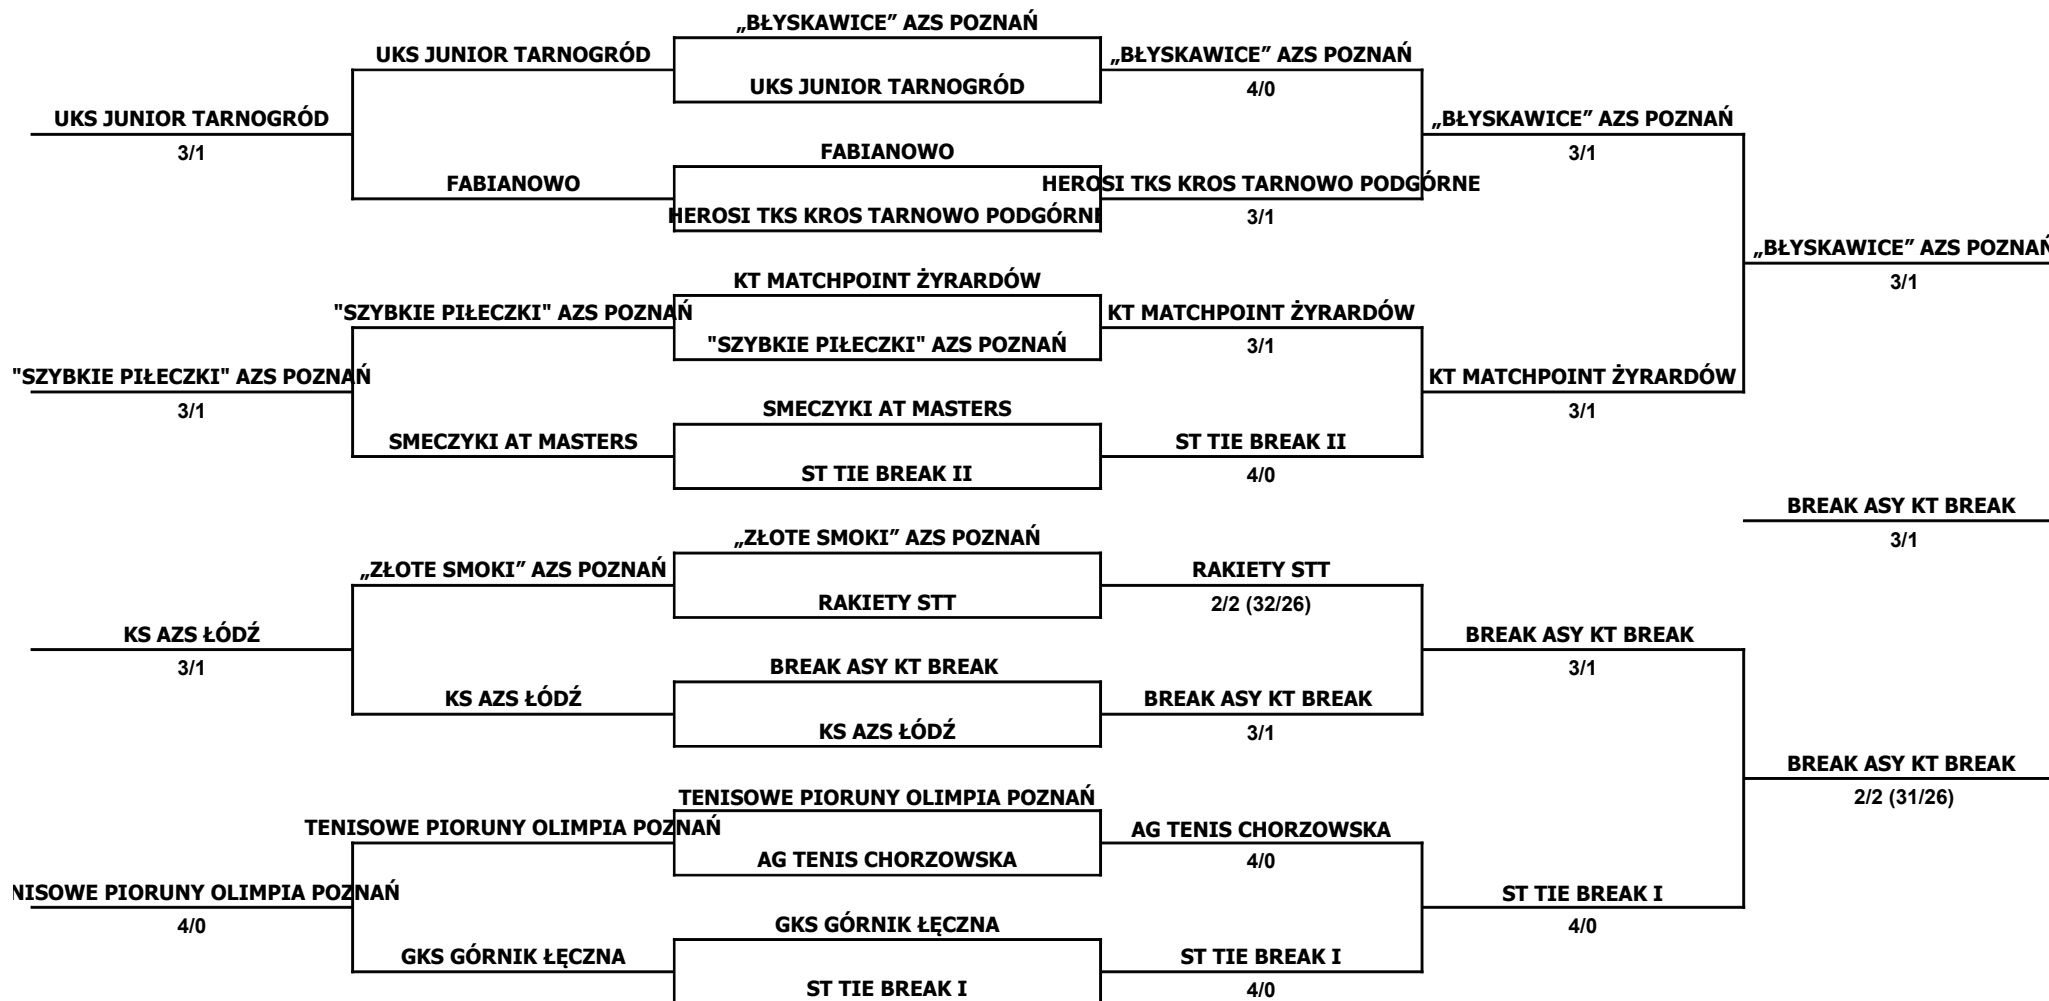 „BŁYSKAWICE” AZS POZNAŃ
UKS JUNIOR TARNOGRÓD
„BŁYSKAWICE” AZS POZNAŃ
UKS JUNIOR TARNOGRÓD
4/0
UKS JUNIOR TARNOGRÓD
„BŁYSKAWICE” AZS POZNAŃ
3/1
FABIANOWO
3/1
FABIANOWO
HEROSI TKS KROS TARNOWO PODGÓRNE
HEROSI TKS KROS TARNOWO PODGÓRNE
3/1
„BŁYSKAWICE” AZS POZNAŃ
3/1
KT MATCHPOINT ŻYRARDÓW
"SZYBKIE PIŁECZKI" AZS POZNAŃ
KT MATCHPOINT ŻYRARDÓW
"SZYBKIE PIŁECZKI" AZS POZNAŃ
3/1
"SZYBKIE PIŁECZKI" AZS POZNAŃ
KT MATCHPOINT ŻYRARDÓW
3/1
SMECZYKI AT MASTERS
3/1
SMECZYKI AT MASTERS
ST TIE BREAK II
ST TIE BREAK II
4/0
BREAK ASY KT BREAK
3/1
„ZŁOTE SMOKI” AZS POZNAŃ
„ZŁOTE SMOKI” AZS POZNAŃ
RAKIETY STT
RAKIETY STT
2/2 (32/26)
KS AZS ŁÓDŹ
BREAK ASY KT BREAK
3/1
BREAK ASY KT BREAK
3/1
KS AZS ŁÓDŹ
BREAK ASY KT BREAK
KS AZS ŁÓDŹ
3/1
BREAK ASY KT BREAK
2/2 (31/26)
TENISOWE PIORUNY OLIMPIA POZNAŃ
TENISOWE PIORUNY OLIMPIA POZNAŃ
AG TENIS CHORZOWSKA
AG TENIS CHORZOWSKA
4/0
NISOWE PIORUNY OLIMPIA POZNAŃ
ST TIE BREAK I
4/0
GKS GÓRNIK ŁĘCZNA
4/0
GKS GÓRNIK ŁĘCZNA
ST TIE BREAK I
ST TIE BREAK I
4/0